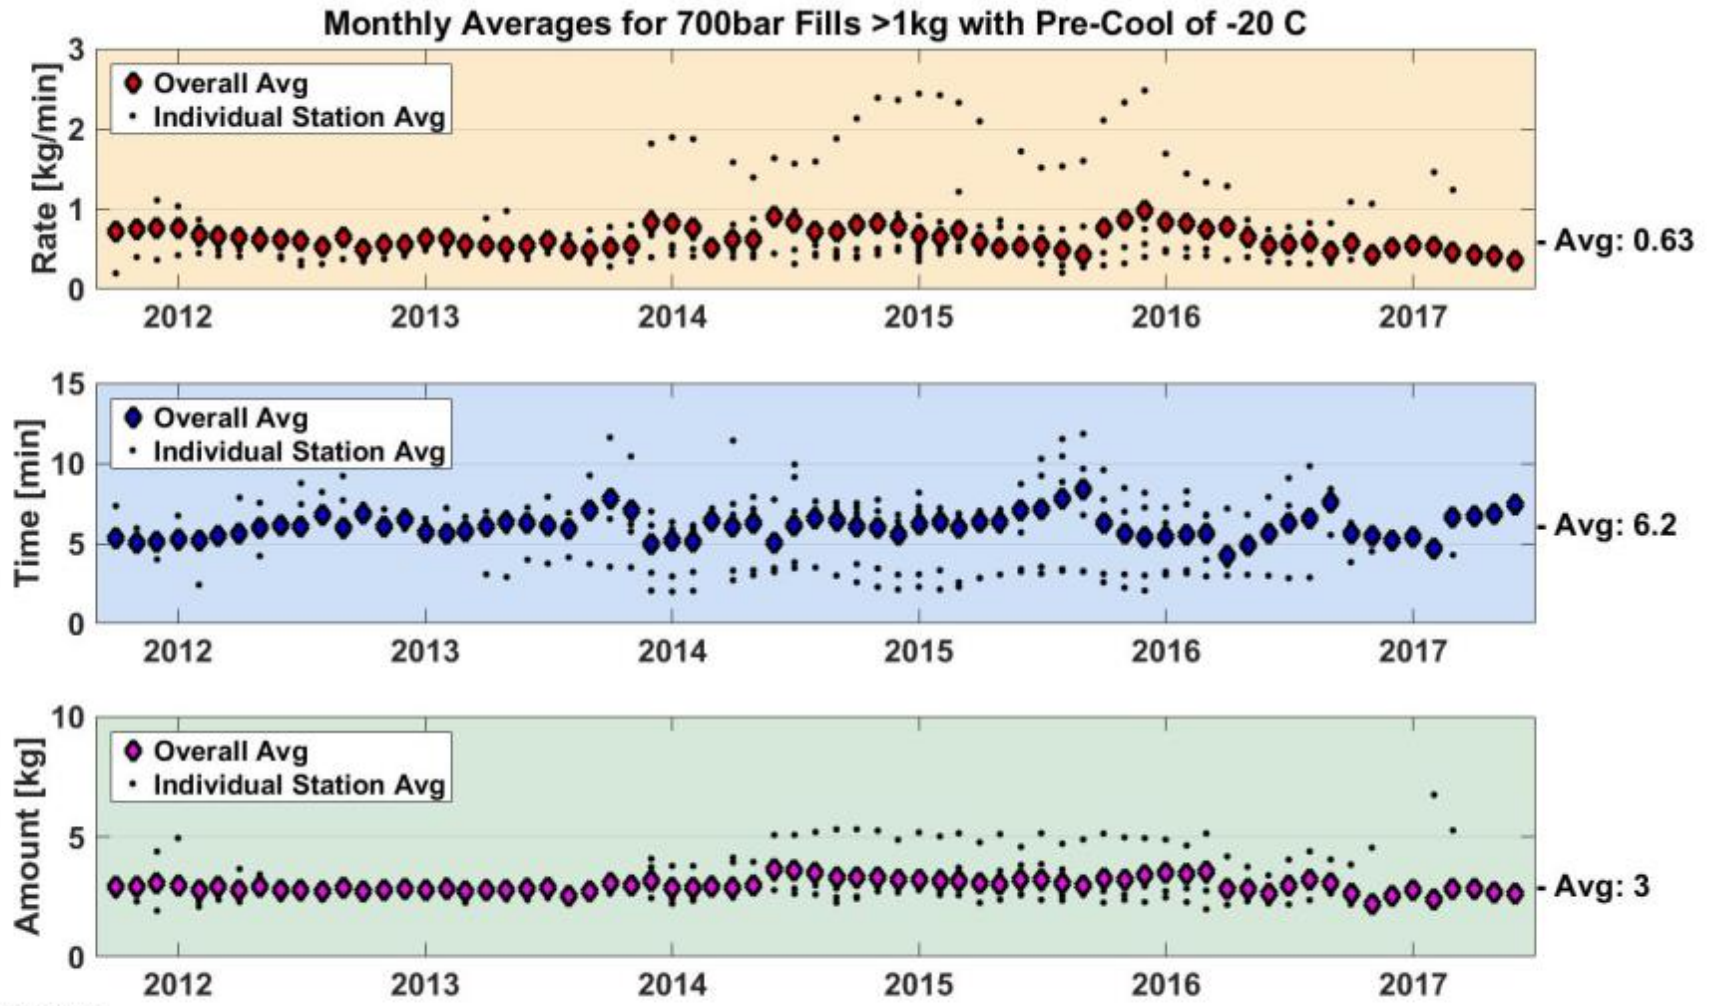 Monthly Averages for 700bar Fills >1kg with Pre-Cool of -20 C
Rate [kg/min]
3
2
1
0
Overall Avg
Individual Station Avg
- Avg: 0.63
2012 2013 2014 2015 2016 2017
Time [min]
15
10
5
0
Overall Avg
Individual Station Avg
- Avg: 6.2
2012 2013 2014 2015 2016 2017
Amount [kg]
10
5
0
Overall Avg
Individual Station Avg
- Avg: 3
2012 2013 2014 2015 2016 2017